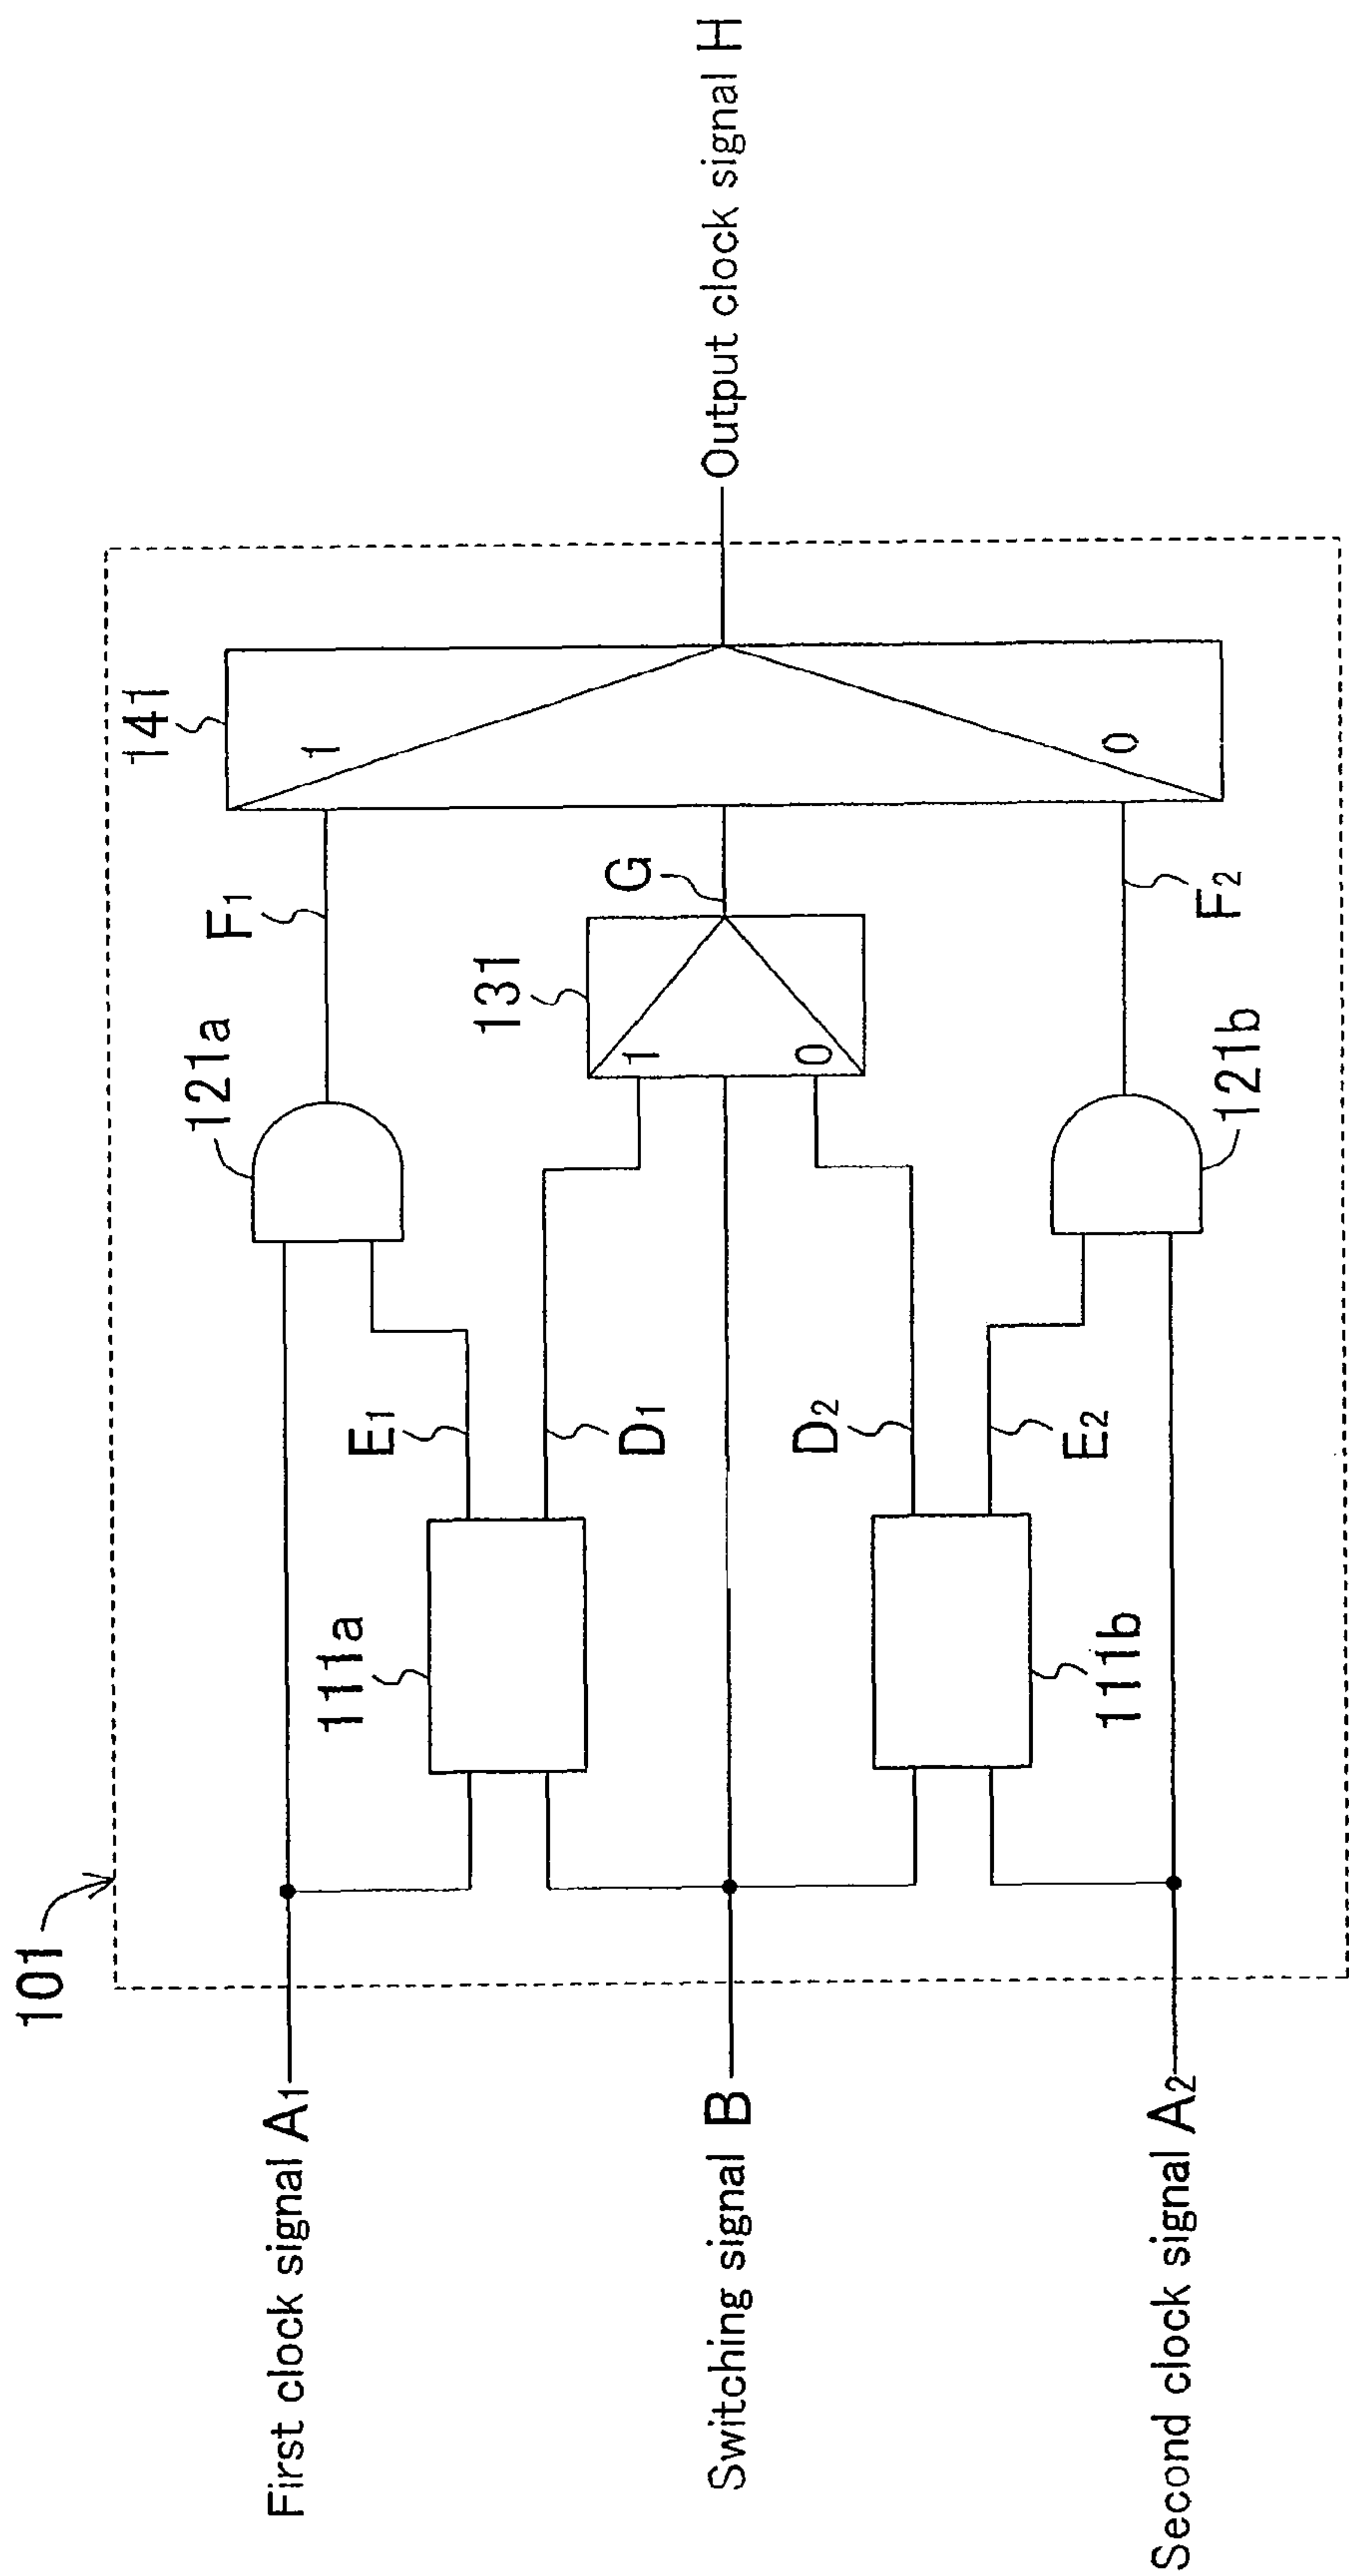 101
First clock signal A1
Switching signal B
Second clock signal A2
111a
111b
E1
D1
D2
E2
121a
121b
F1
131
1
0
G
F2
141
1
0
Output clock signal H